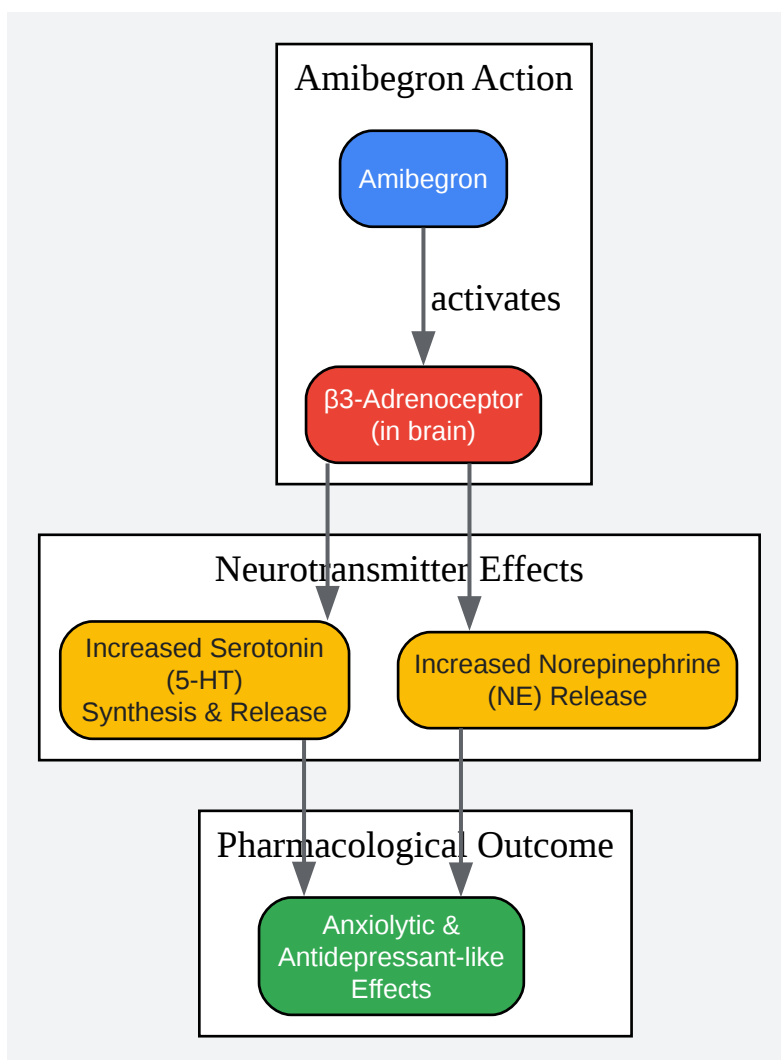 Amibegron Action
Amibegron
activates
β3-Adrenoceptor
(in brain)
Neurotransmitter Effects
Increased Serotonin
(5-HT)
Synthesis & Release
Increased Norepinephrine
(NE) Release
Pharmacological Outcome
Anxiolytic &
Antidepressant-like
Effects